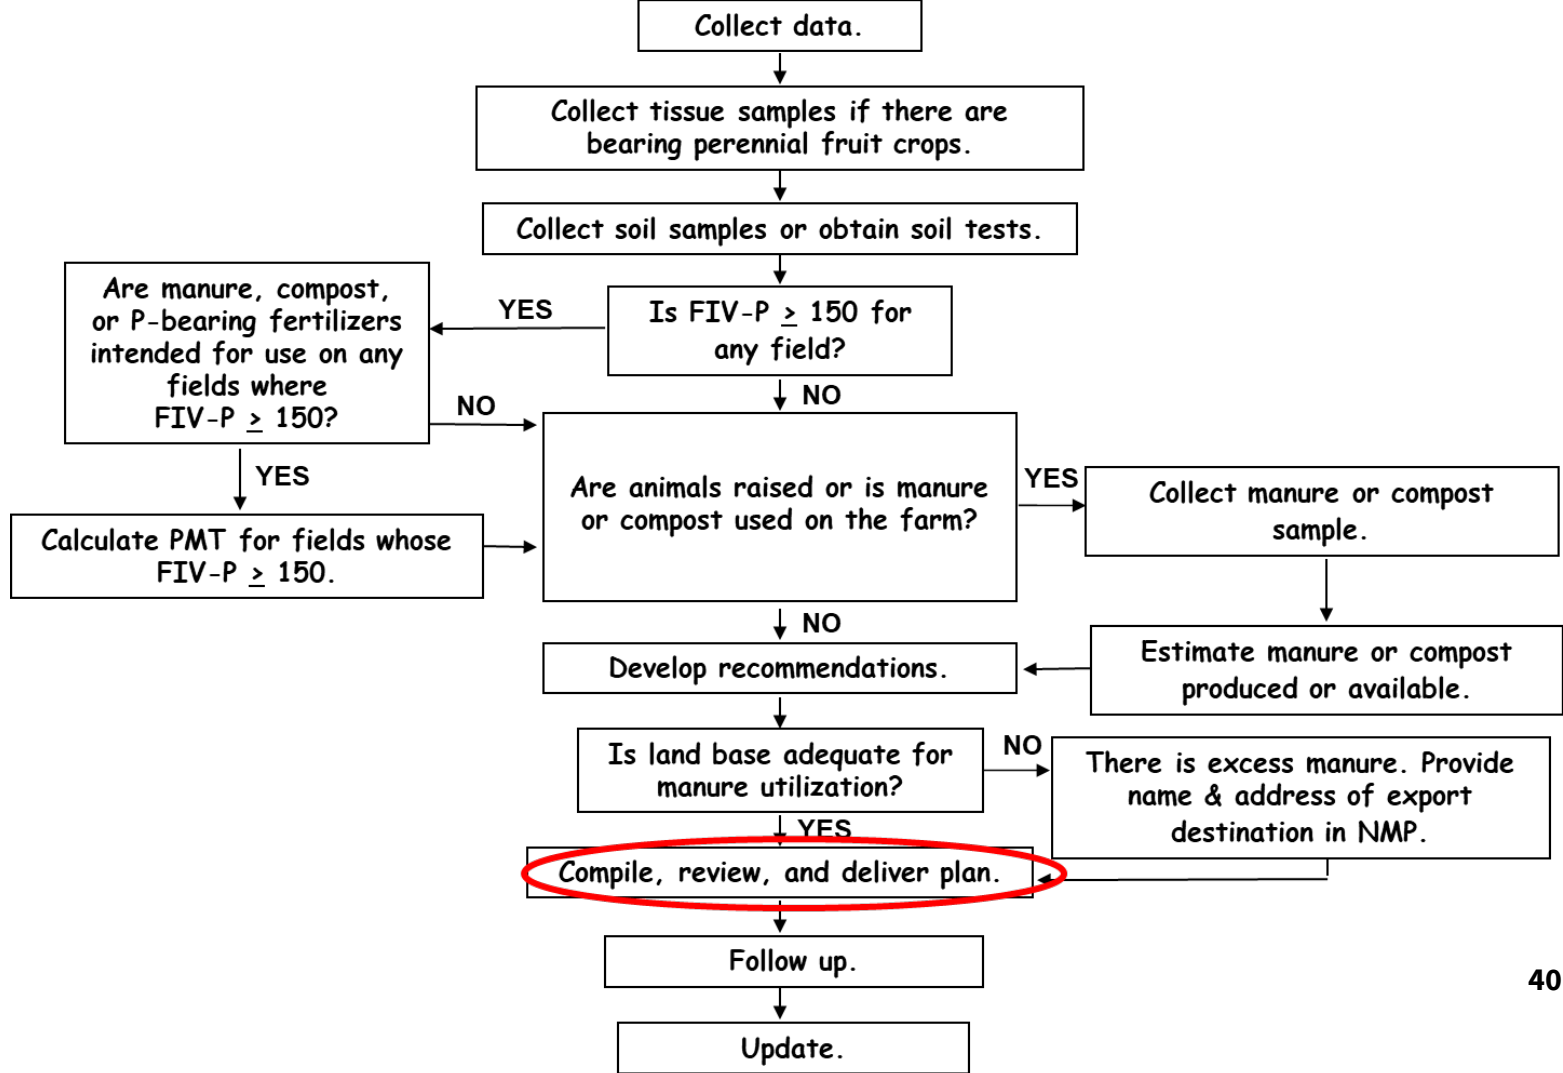 Collect data.
Collect tissue samples if there are
bearing perennial fruit crops.
Collect soil samples or obtain soil tests.
Are manure, compost,
or P-bearing fertilizers
intended for use on any
fields where
FIV-P ≥ 150?
YES
Is FIV-P ≥ 150 for
any field?
NO
NO
YES
Calculate PMT for fields whose
FIV-P ≥ 150.
Are animals raised or is manure
or compost used on the farm?
YES
Collect manure or compost
sample.
NO
Estimate manure or compost
produced or available.
Develop recommendations.
Is land base adequate for
manure utilization?
NO
There is excess manure. Provide
name & address of export
destination in NMP.
YES
Compile, review, and deliver plan.
Follow up.
Update.
40